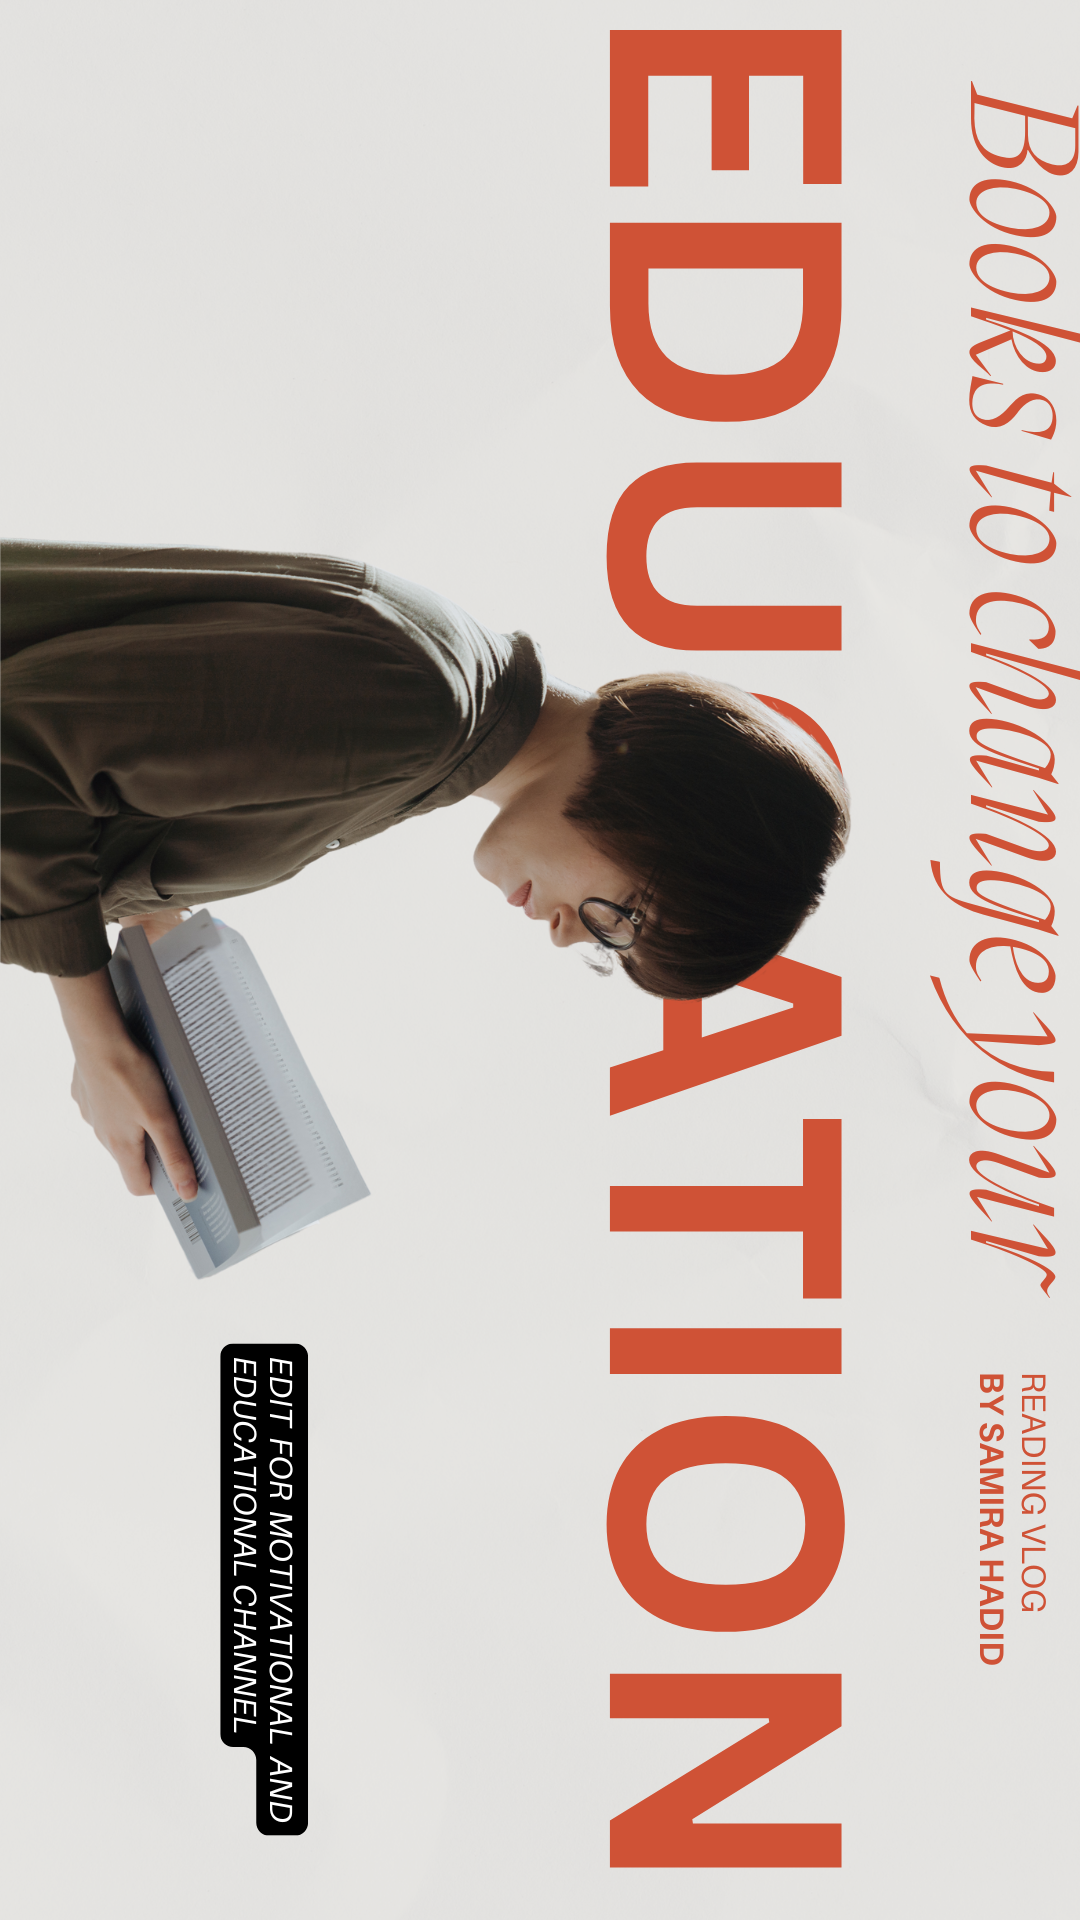 Books to change your
READING VLOG
BY SAMIRA HADID
EDUCATION
EDIT FOR MOTIVATIONAL AND
EDUCATIONAL CHANNEL